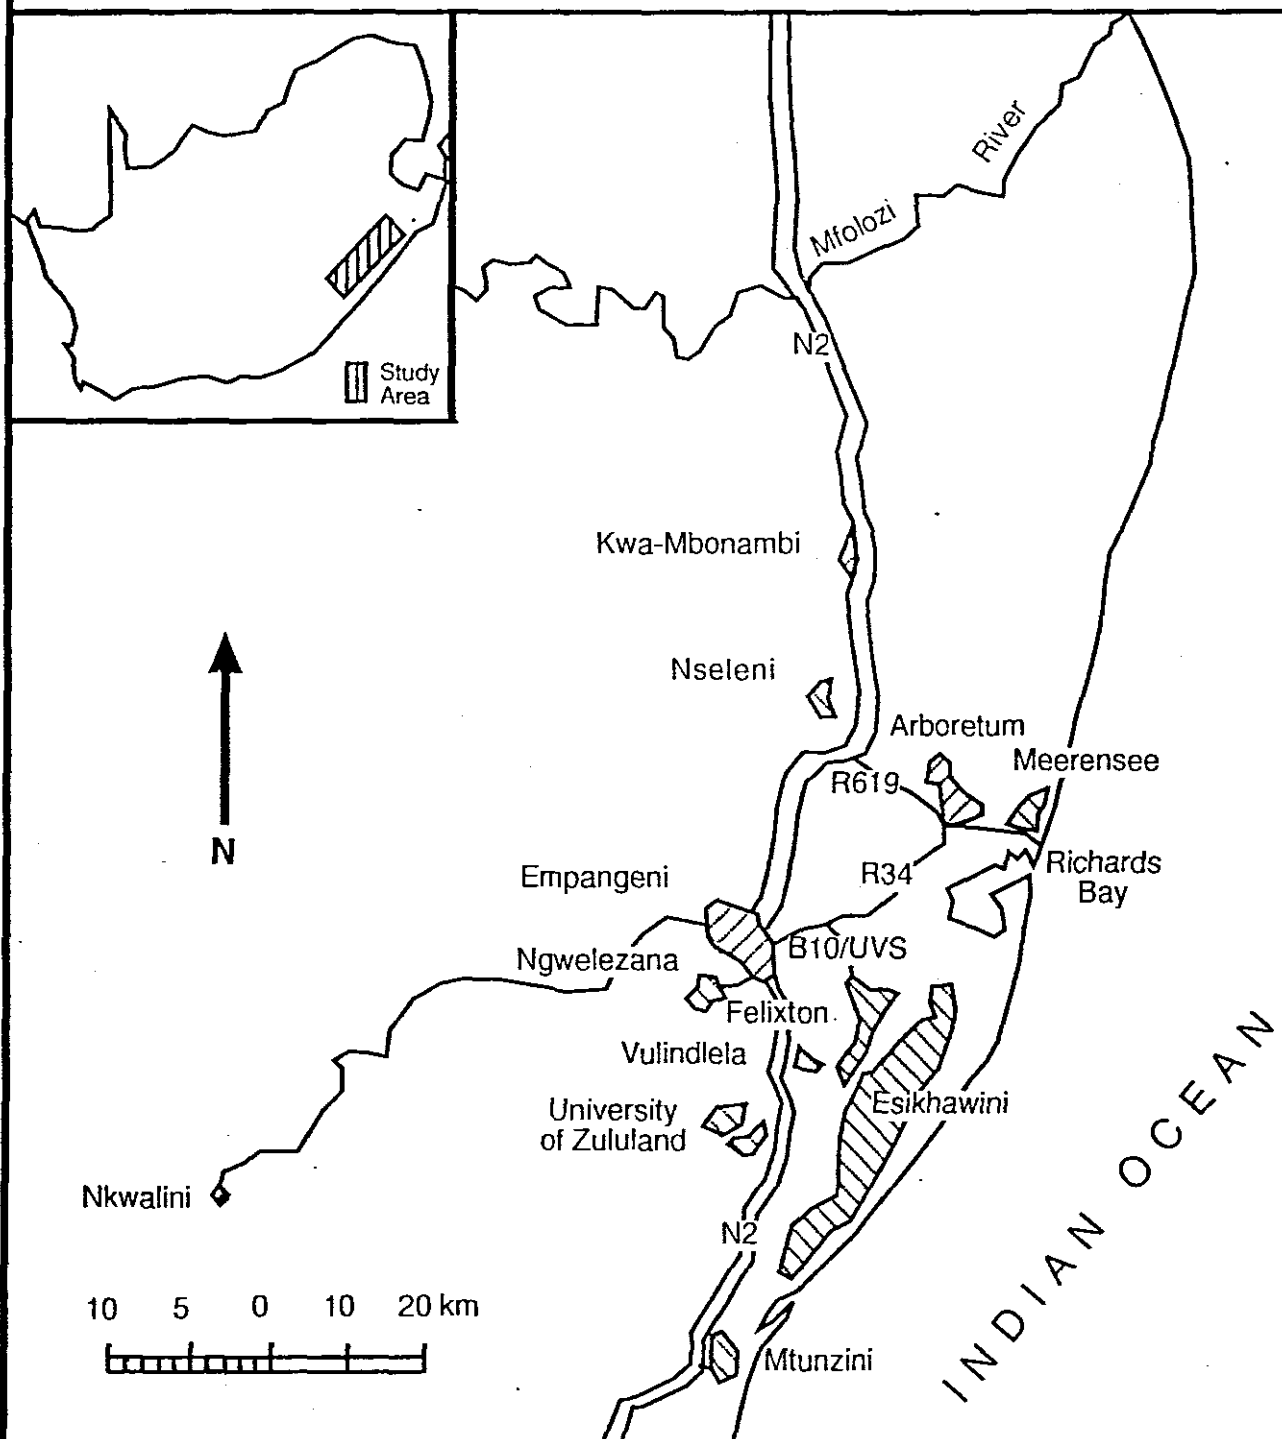 Study
Area
River
Mfolozi
N2
Kwa-Mbonambi
Nseleni
Arboretum
Meerensee
R619
N
Richards
Bay
Empangeni
R34
B10/UVS
Ngwelezana
Felixton
Vulindlela
University
of Zululand
Esikhawini
Nkwalini
N2
INDIAN OCEAN
10 5 0 10 20 km
Mtunzini